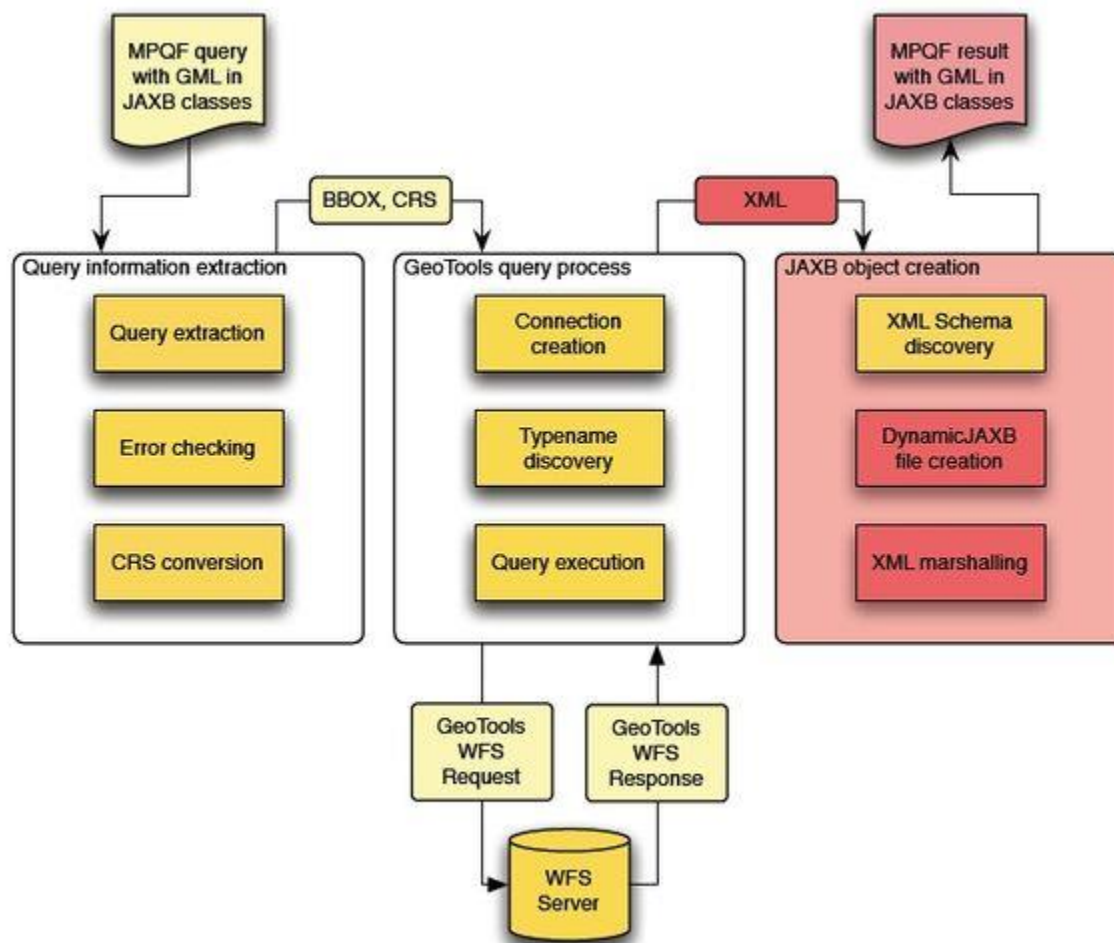 MPQF query
with GML in
JAXB classes
MPQF result
with GML in
JAXB classes
BBOX, CRS
XML
Query information extraction
Query extraction
Error checking
CRS conversion
GeoTools query process
Connection
creation
Typename
discovery
Query execution
JAXB object creation
XML Schema
discovery
DynamicJAXB
file creation
XML marshalling
GeoTools
WFS
Request
GeoTools
WFS
Response
WFS
Server